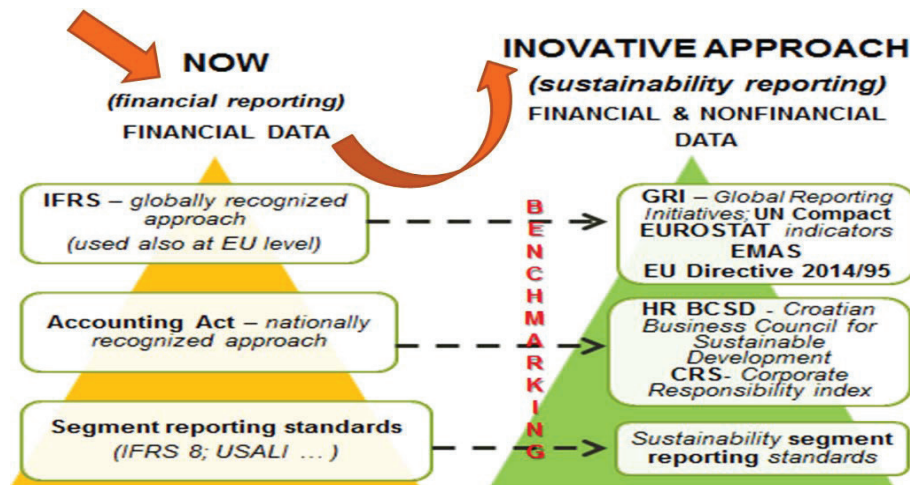 NOW
(financial reporting)
FINANCIAL DATA
INOVATIVE APPROACH
(sustainability reporting)
FINANCIAL & NONFINANCIAL
DATA
IFRS – globally recognized
approach
(used also at EU level)
Accounting Act – nationally
recognized approach
Segment reporting standards
(IFRS 8; USALI ... )
BENCHMARKING
GRI – Global Reporting
Initiatives; UN Compact
EUROSTAT indicators
EMAS
EU Directive 2014/95
HR BCSD - Croatian
Business Council for
Sustainable
Development
CRS- Corporate
Responsibility index
Sustainability segment
reporting standards